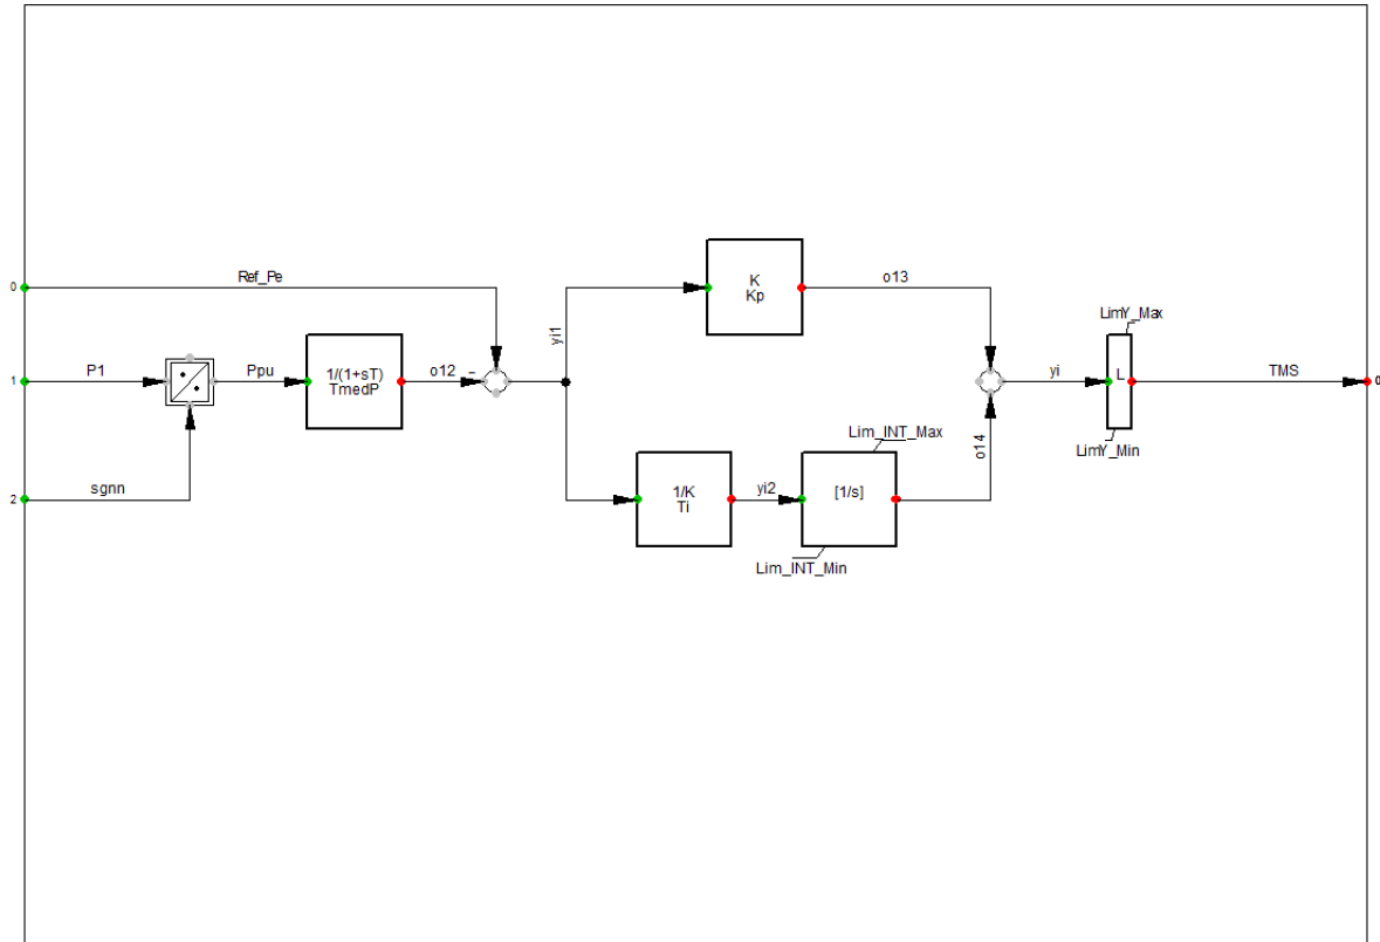 0
Ref_Pe
yi1
K
Kp
o13
LimY_Max
1
P1
Ppu
1/(1+sT)
TmedP
o12
-
yi
L
TMS
0
LimY_Min
2
sgnn
1/K
Ti
yi2
Lim_INT_Max
[1/s]
Lim_INT_Min
o14